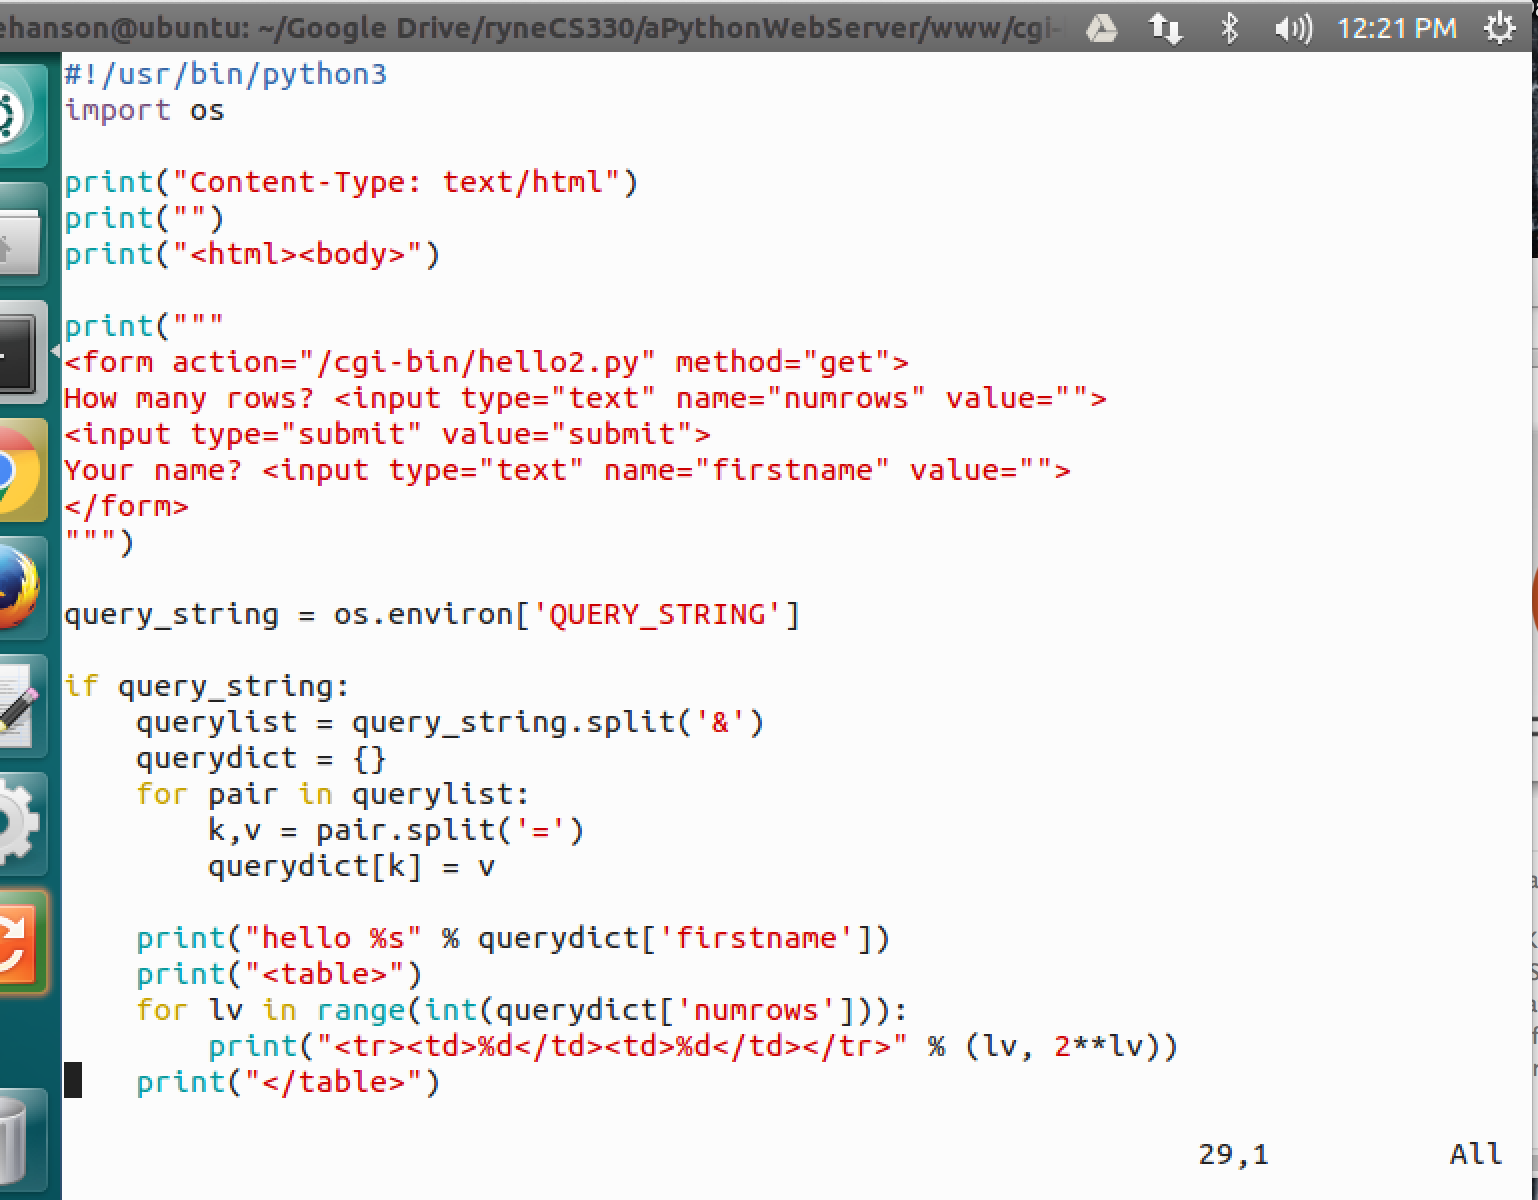 ehanson@ubuntu: ~/Google Drive/ryneCS330/aPythonWebServer/www/cgi- 12:21 PM
#!/usr/bin/python3
import os

print("Content-Type: text/html")
print("")
print("<html><body>")

print("""
<form action="/cgi-bin/hello2.py" method="get">
How many rows? <input type="text" name="numrows" value="">
<input type="submit" value="submit">
Your name? <input type="text" name="firstname" value="">
</form>
""")

query_string = os.environ['QUERY_STRING']

if query_string:
    querylist = query_string.split('&')
    querydict = {}
    for pair in querylist:
        k,v = pair.split('=')
        querydict[k] = v

    print("hello %s" % querydict['firstname'])
    print("<table>")
    for lv in range(int(querydict['numrows'])):
        print("<tr><td>%d</td><td>%d</td></tr>" % (lv, 2**lv))
    print("</table>")

29,1 All